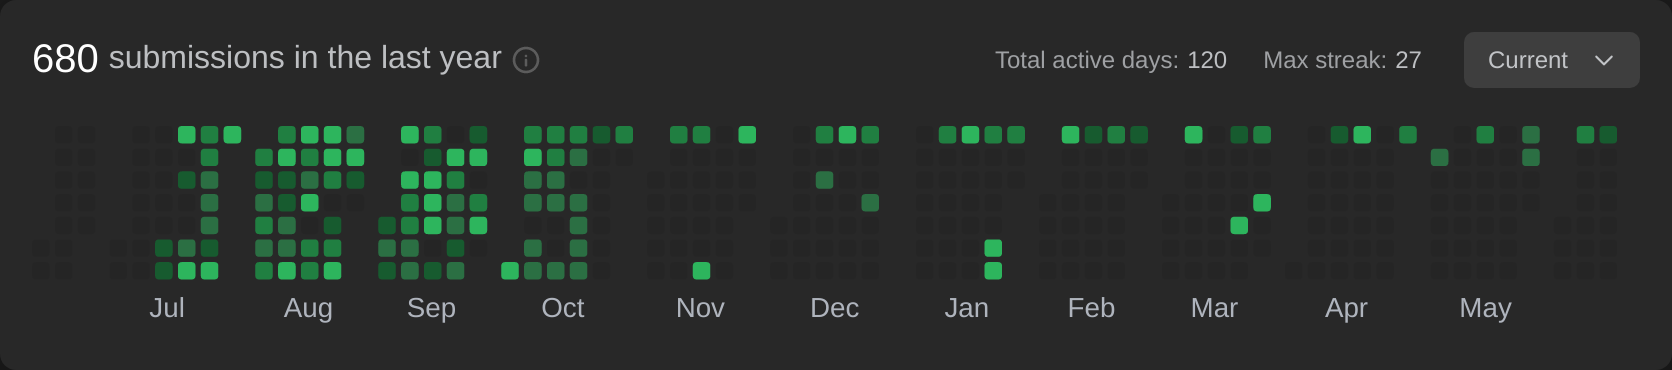 680 submissions in the last year Total active days: 120 Max streak: 27 Current
Jul Aug Sep Oct Nov Dec Jan Feb Mar Apr May